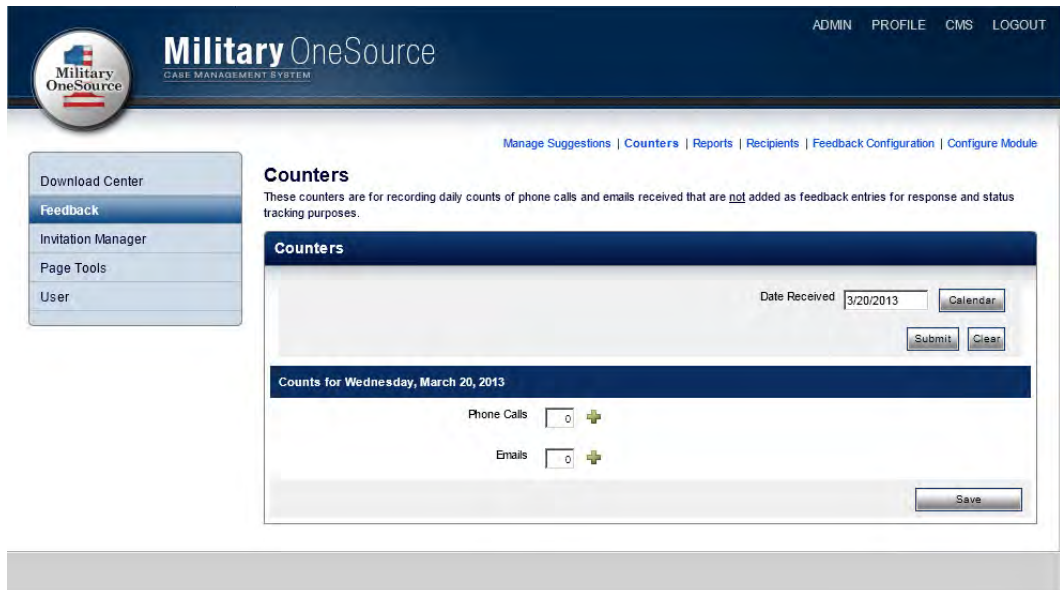 ADMIN PROFILE CMS LOGOUT
Military OneSource
CASE MANAGEMENT SYSTEM
Military
OneSource
Manage Suggestions | Counters | Reports | Recipients | Feedback Configuration | Configure Module
Download Center
Feedback
Invitation Manager
Page Tools
User
Counters
These counters are for recording daily counts of phone calls and emails received that are not added as feedback entries for response and status
tracking purposes.
Counters
Date Received 3/20/2013 Calendar
Submit Clear
Counts for Wednesday, March 20, 2013
Phone Calls 0
Emails 0
Save